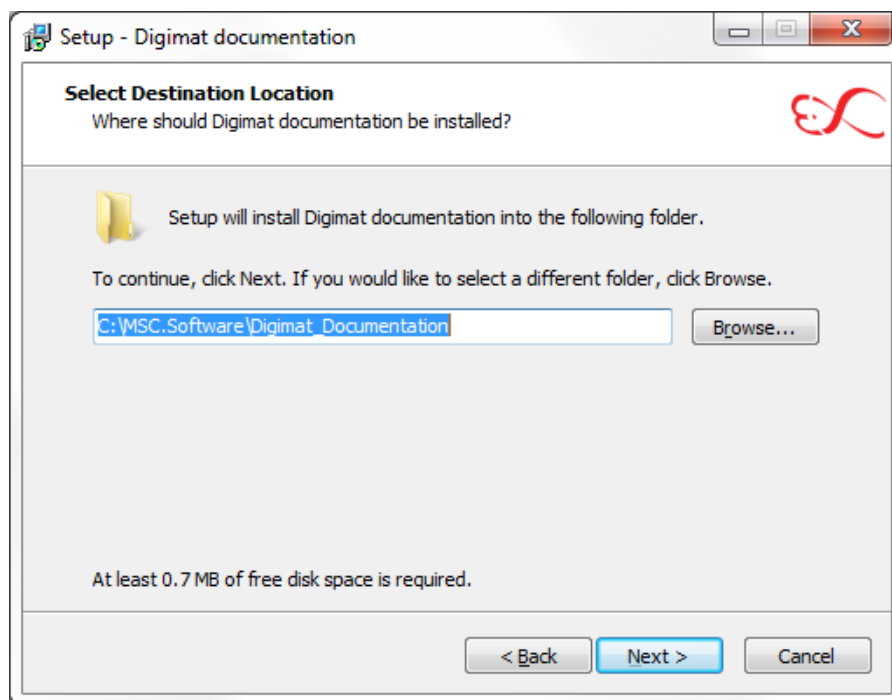 Setup - Digimat documentation
Select Destination Location
Where should Digimat documentation be installed?
Setup will install Digimat documentation into the following folder.
To continue, click Next. If you would like to select a different folder, click Browse.
C:\MSC.Software\Digimat_Documentation
Browse...
At least 0.7 MB of free disk space is required.
< Back
Next >
Cancel